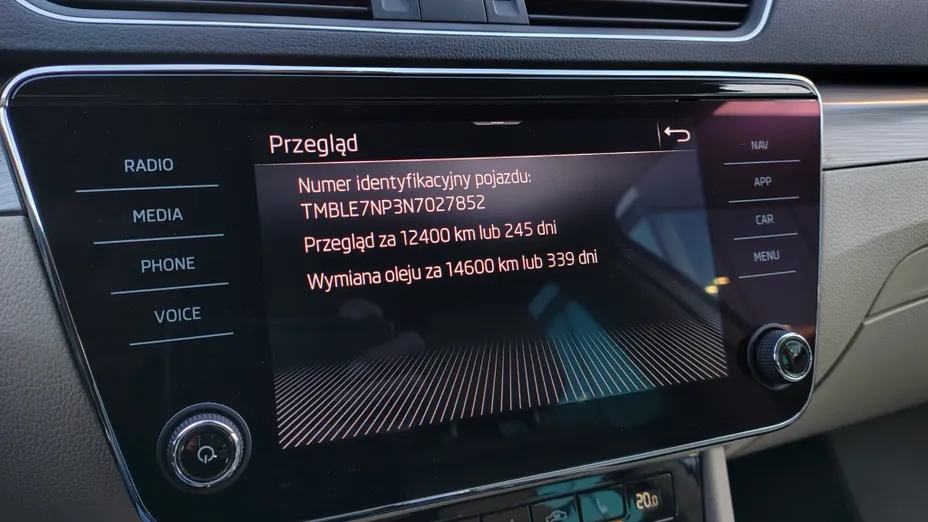 Przegląd
Numer identyfikacyjny pojazdu:
TMBLE7NP3N7027852
Przegląd za 12400 km lub 245 dni
Wymiana oleju za 14600 km lub 339 dni
RADIO
MEDIA
PHONE
VOICE
NAV
APP
CAR
MENU
20.0